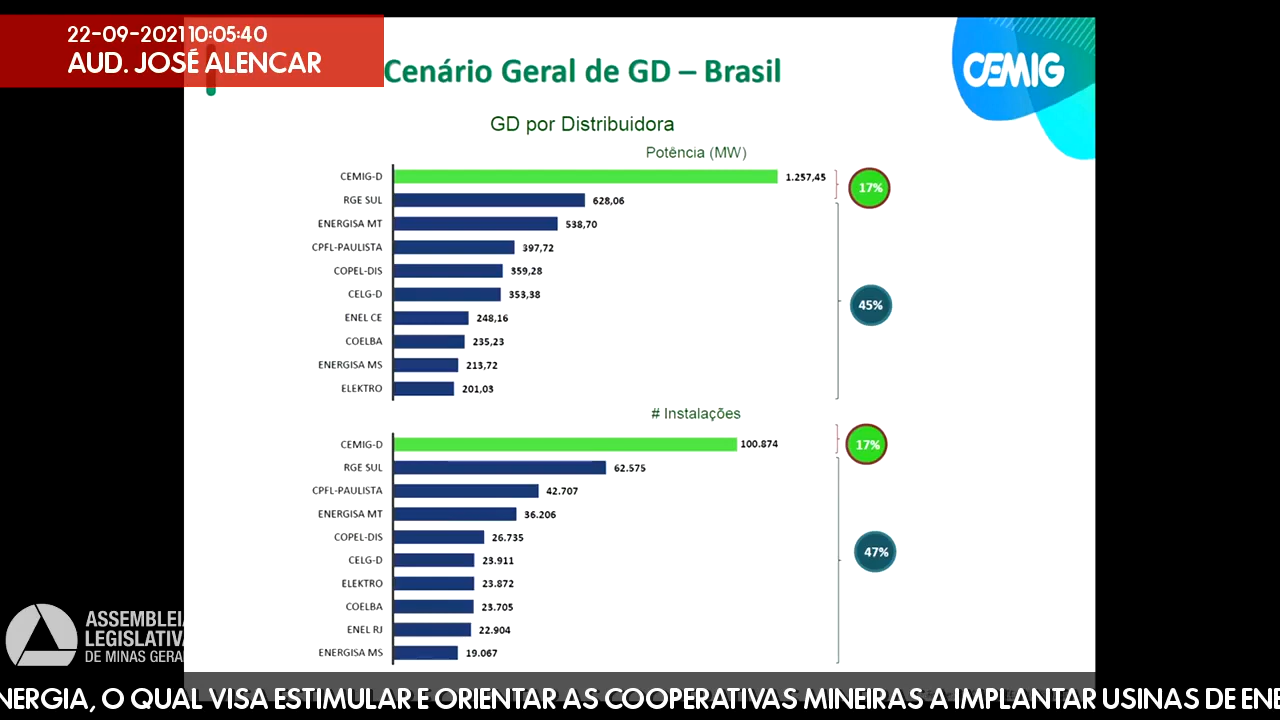 22-09-2021 10:05:40
AUD. JOSÉ ALENCAR
Cenário Geral de GD – Brasil
CEMIG
GD por Distribuidora
Potência (MW)
CEMIG-D 1.257,45 17%
RGE SUL 628,06
ENERGISA MT 538,70
CPFL-PAULISTA 397,72
COPEL-DIS 359,28
CELG-D 353,38 45%
ENEL CE 248,16
COELBA 235,23
ENERGISA MS 213,72
ELEKTRO 201,03
# Instalações
CEMIG-D 100.874 17%
RGE SUL 62.575
CPFL-PAULISTA 42.707
ENERGISA MT 36.206
COPEL-DIS 26.735 47%
CELG-D 23.911
ELEKTRO 23.872
COELBA 23.705
ENEL RJ 22.904
ENERGISA MS 19.067
ASSEMBLEIA
LEGISLATIVA
DE MINAS GERAI
NERGIA, O QUAL VISA ESTIMULAR E ORIENTAR AS COOPERATIVAS MINEIRAS A IMPLANTAR USINAS DE ENE